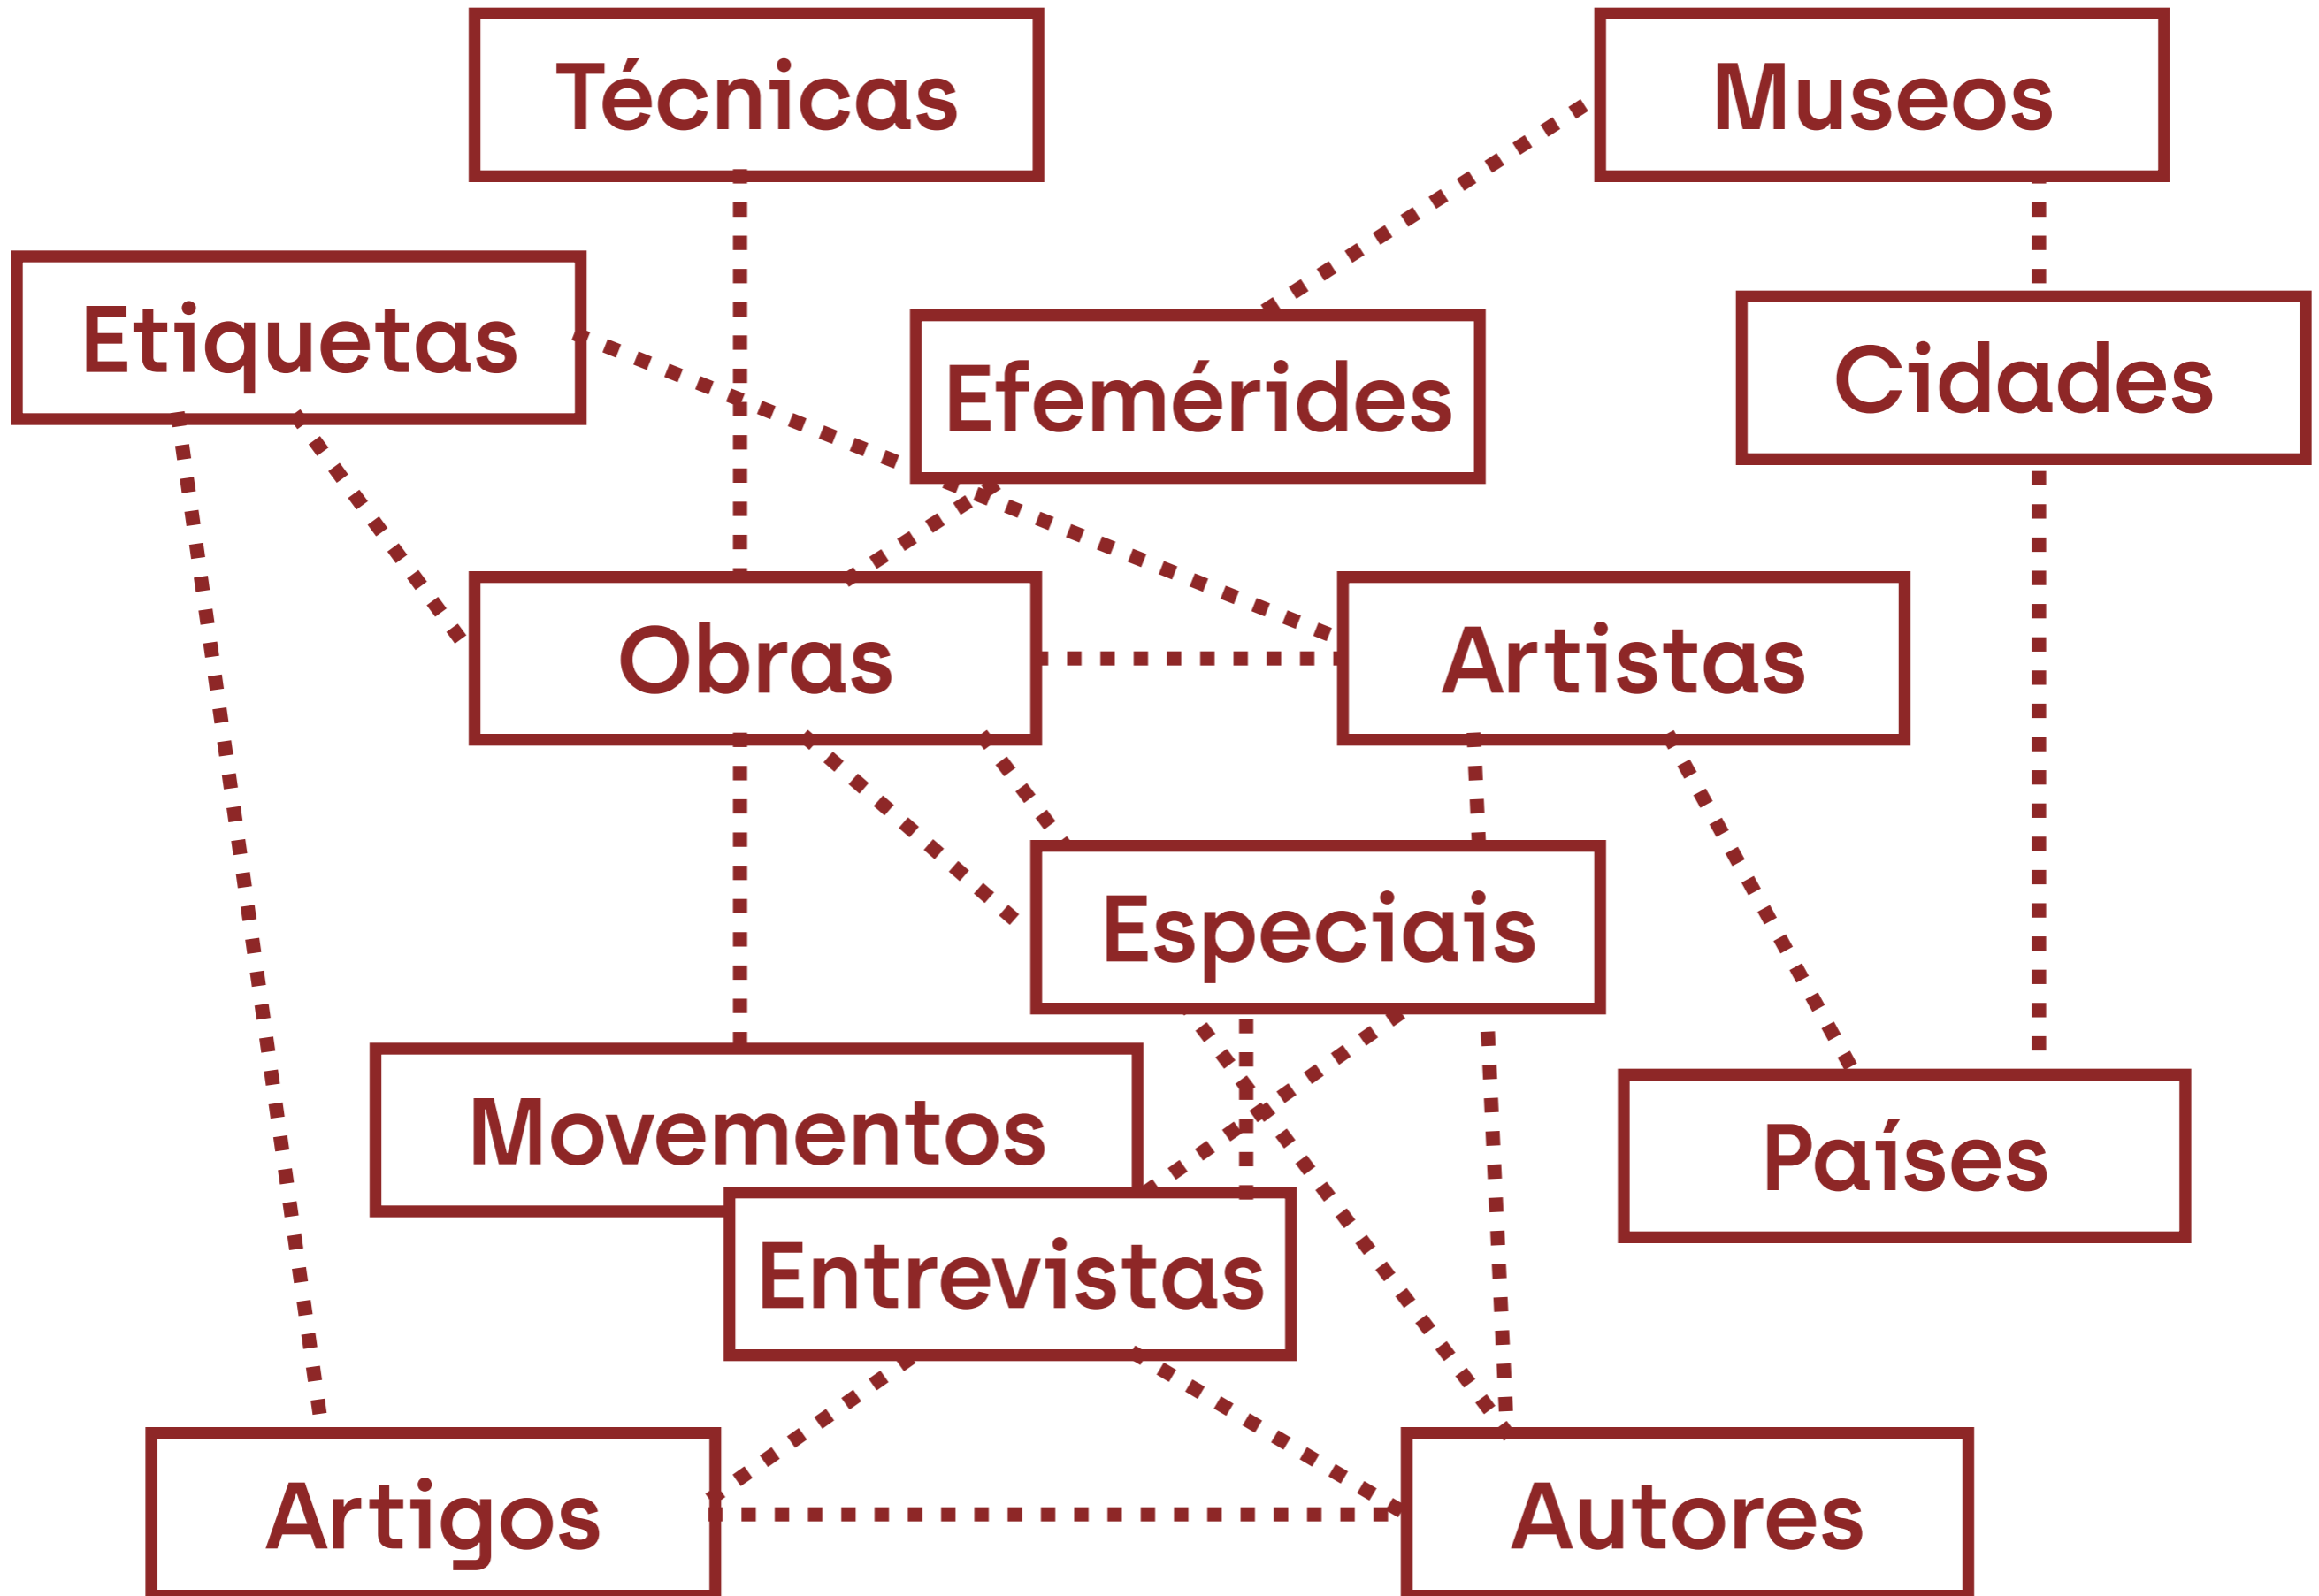 Técnicas
Museos
Etiquetas
Efemérides
Cidades
Obras
Artistas
Especiais
Movementos
Países
Entrevistas
Artigos
Autores